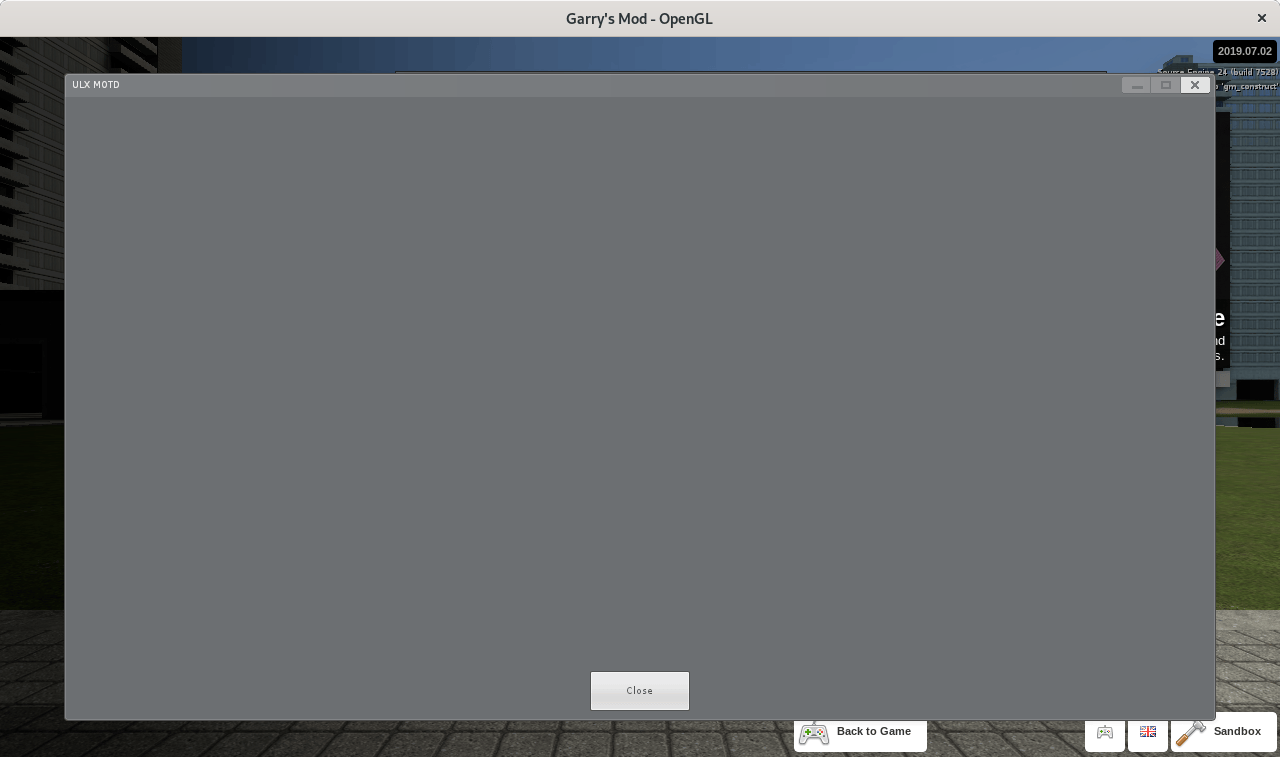 Garry's Mod - OpenGL
2019.07.02
Source Engine 24 (build 7528)
'gm_construct'
ULX MOTD
e
nd
s.
Close
Back to Game
Sandbox